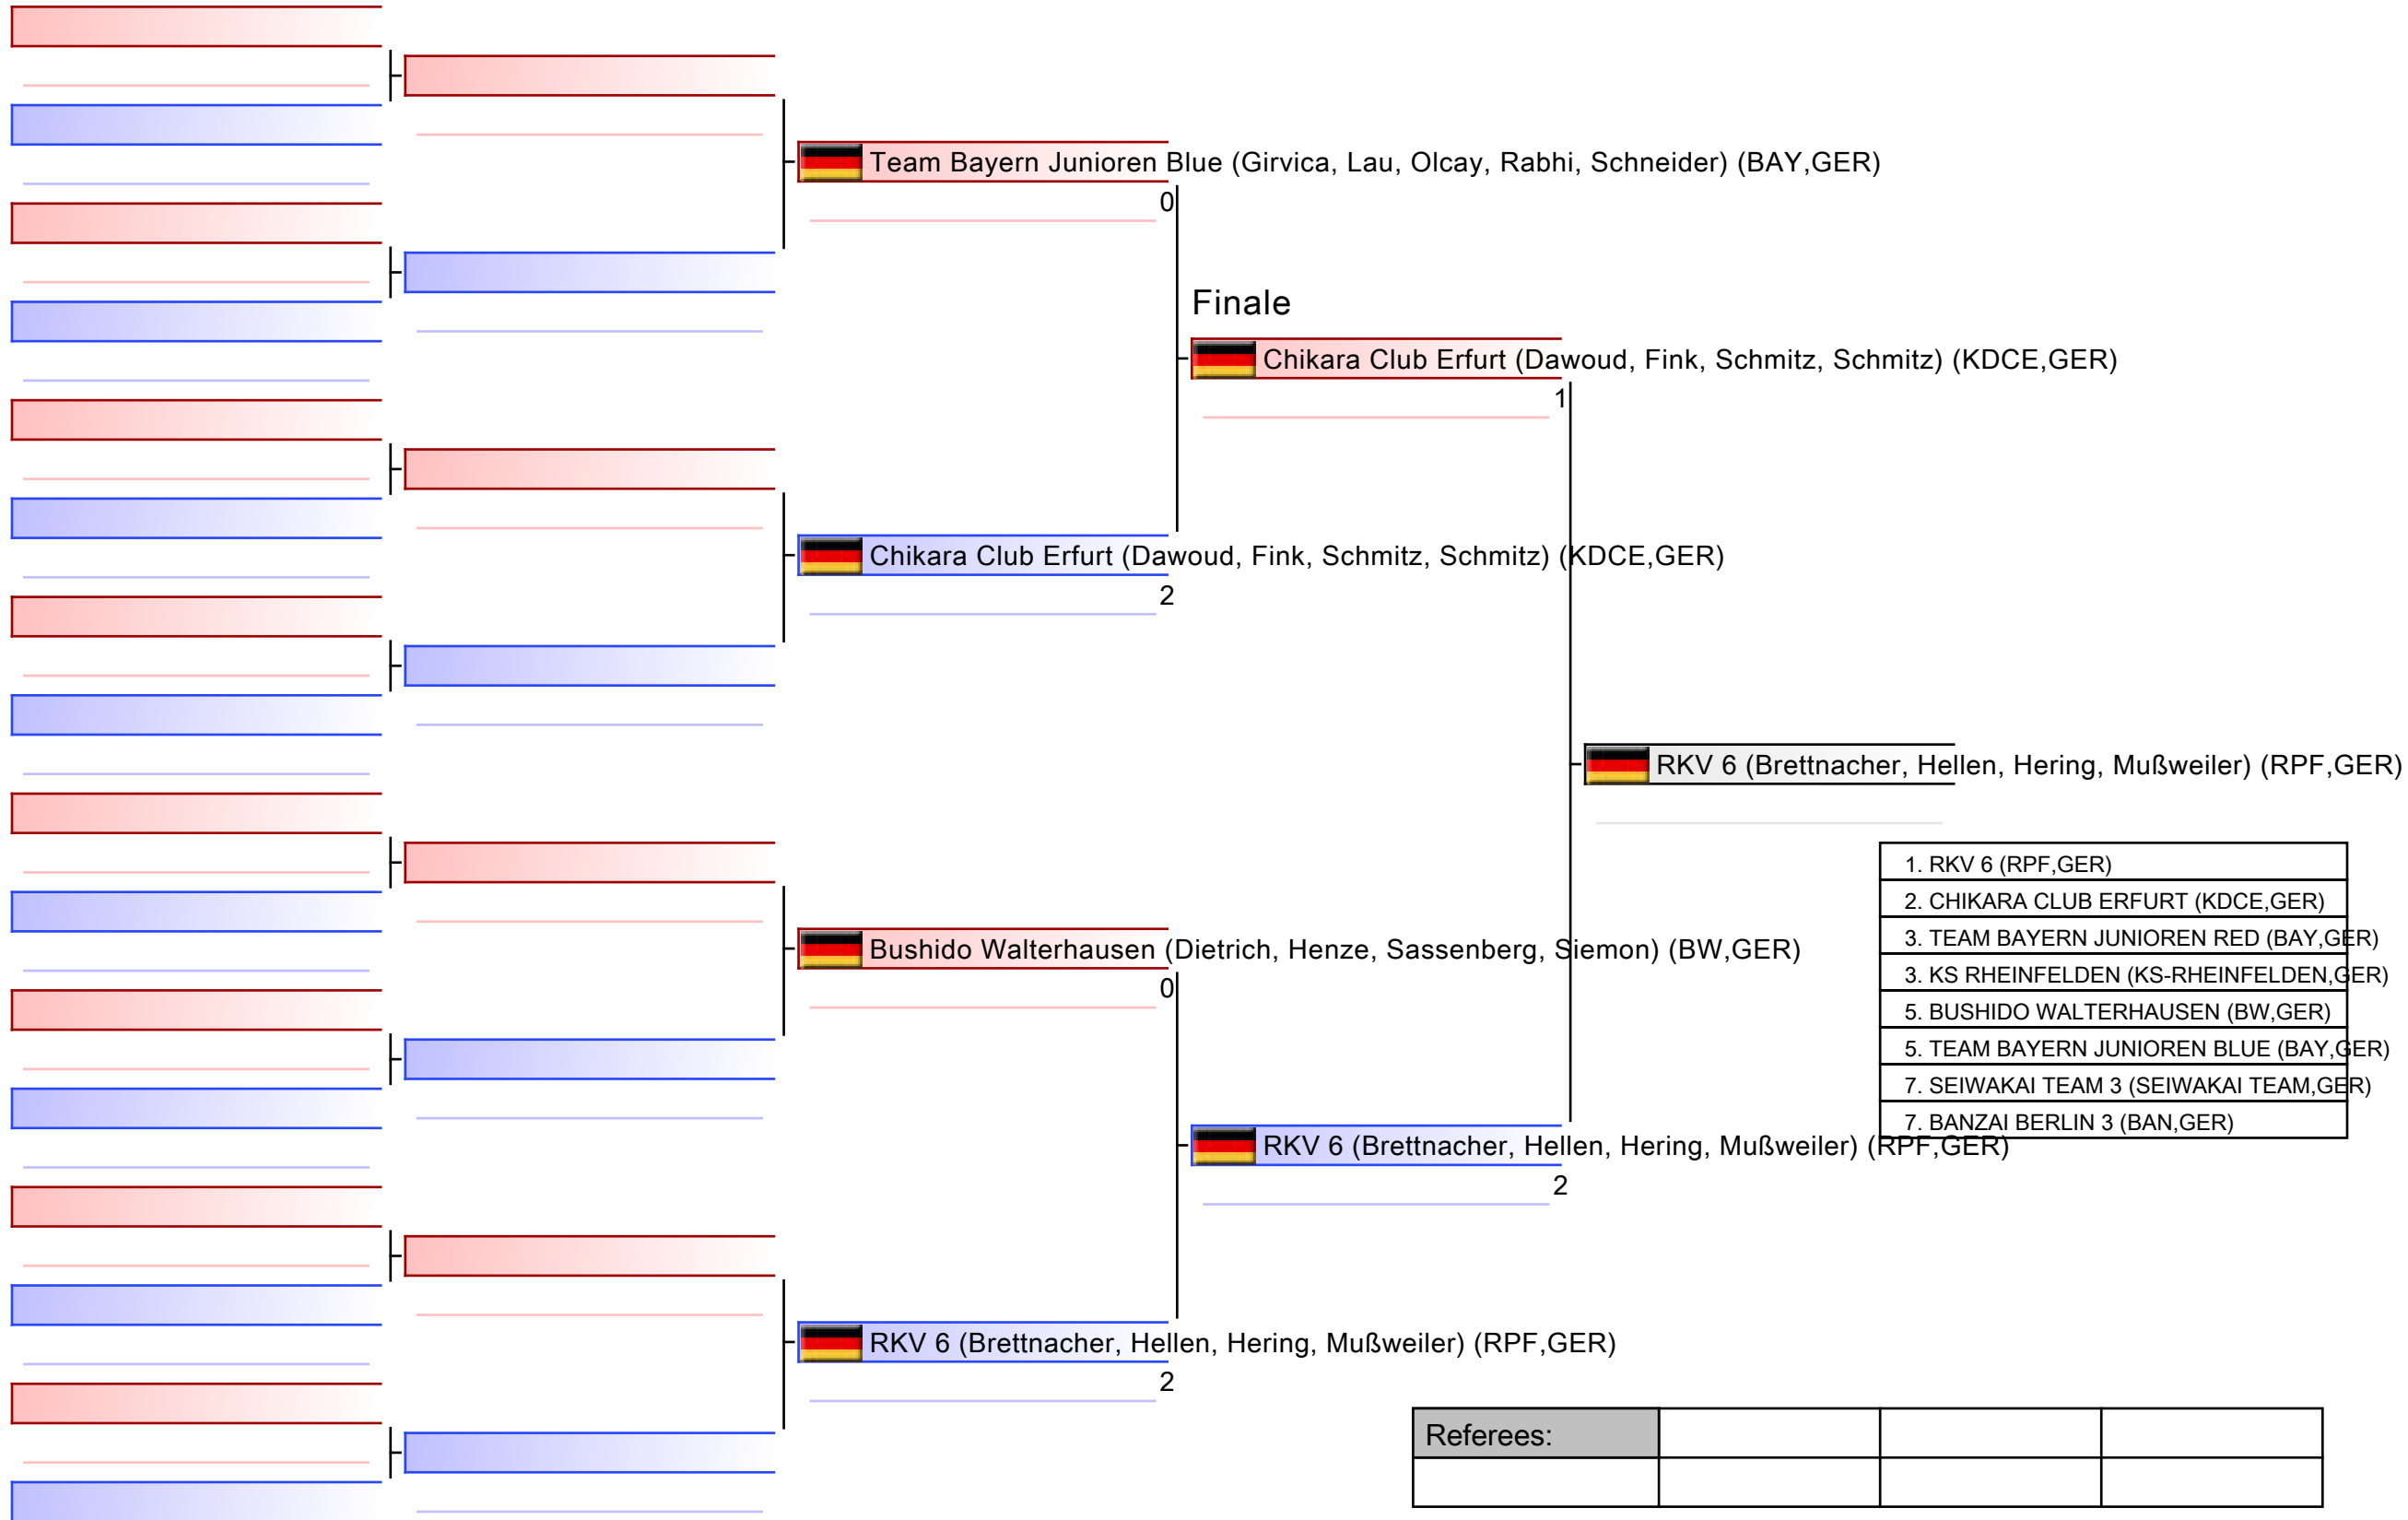 Team Bayern Junioren Blue (Girvica, Lau, Olcay, Rabhi, Schneider) (BAY,GER)
0
Finale
Chikara Club Erfurt (Dawoud, Fink, Schmitz, Schmitz) (KDCE,GER)
1
Chikara Club Erfurt (Dawoud, Fink, Schmitz, Schmitz) (KDCE,GER)
2
RKV 6 (Brettnacher, Hellen, Hering, Mußweiler) (RPF,GER)
1. RKV 6 (RPF,GER)
2. CHIKARA CLUB ERFURT (KDCE,GER)
3. TEAM BAYERN JUNIOREN RED (BAY,GER)
3. KS RHEINFELDEN (KS-RHEINFELDEN,GER)
5. BUSHIDO WALTERHAUSEN (BW,GER)
5. TEAM BAYERN JUNIOREN BLUE (BAY,GER)
7. SEIWAKAI TEAM 3 (SEIWAKAI TEAM,GER)
7. BANZAI BERLIN 3 (BAN,GER)
Bushido Walterhausen (Dietrich, Henze, Sassenberg, Siemon) (BW,GER)
0
RKV 6 (Brettnacher, Hellen, Hering, Mußweiler) (RPF,GER)
2
RKV 6 (Brettnacher, Hellen, Hering, Mußweiler) (RPF,GER)
2
Referees: